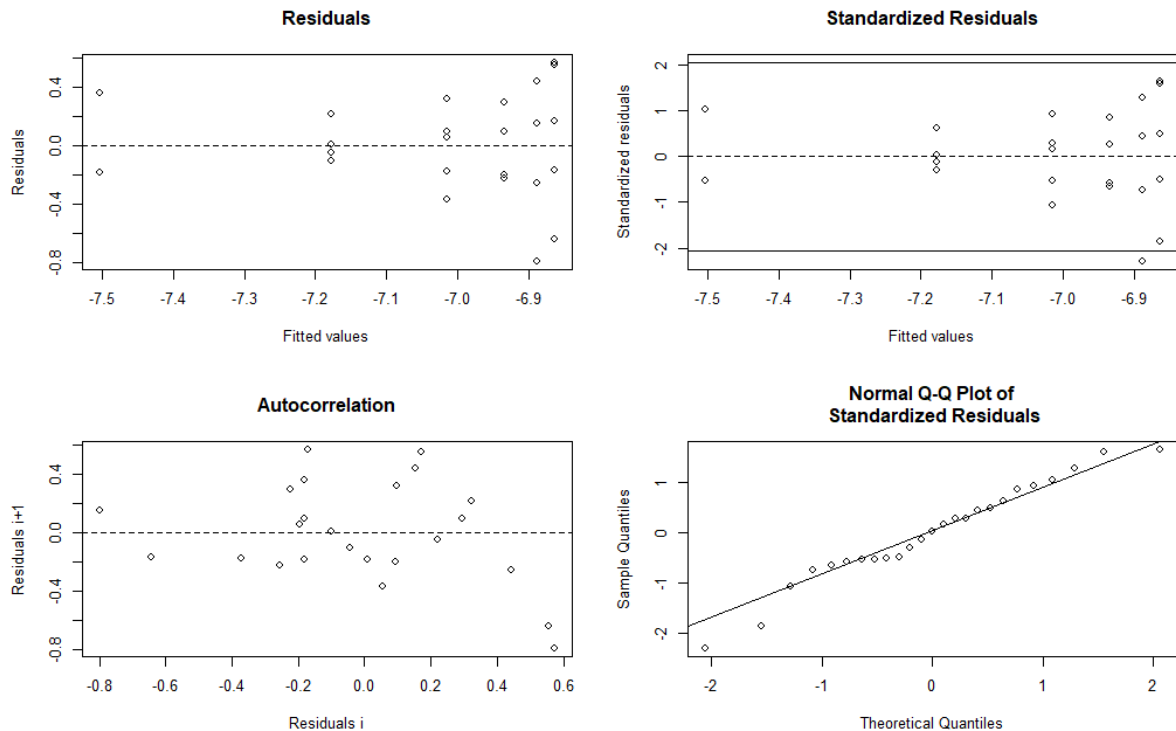 Residuals
Residuals
0.4
0.0
-0.4
-0.8
-7.5 -7.4 -7.3 -7.2 -7.1 -7.0 -6.9
Fitted values
Standardized Residuals
Standardized residuals
2
1
0
-1
-2
-7.5 -7.4 -7.3 -7.2 -7.1 -7.0 -6.9
Fitted values
Autocorrelation
Residuals i+1
0.4
0.0
-0.4
-0.8
-0.8 -0.6 -0.4 -0.2 0.0 0.2 0.4 0.6
Residuals i
Normal Q-Q Plot of
Standardized Residuals
Sample Quantiles
1
0
-1
-2
-2 -1 0 1 2
Theoretical Quantiles